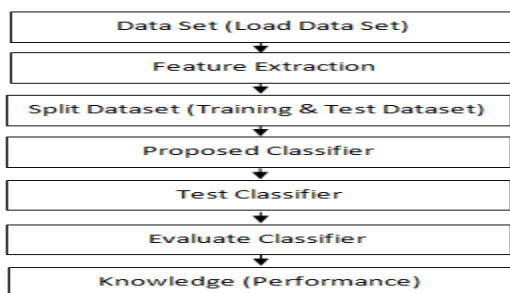 Data Set (Load Data Set)
Feature Extraction
Split Dataset (Training & Test Dataset)
Proposed Classifier
Test Classifier
Evaluate Classifier
Knowledge (Performance)